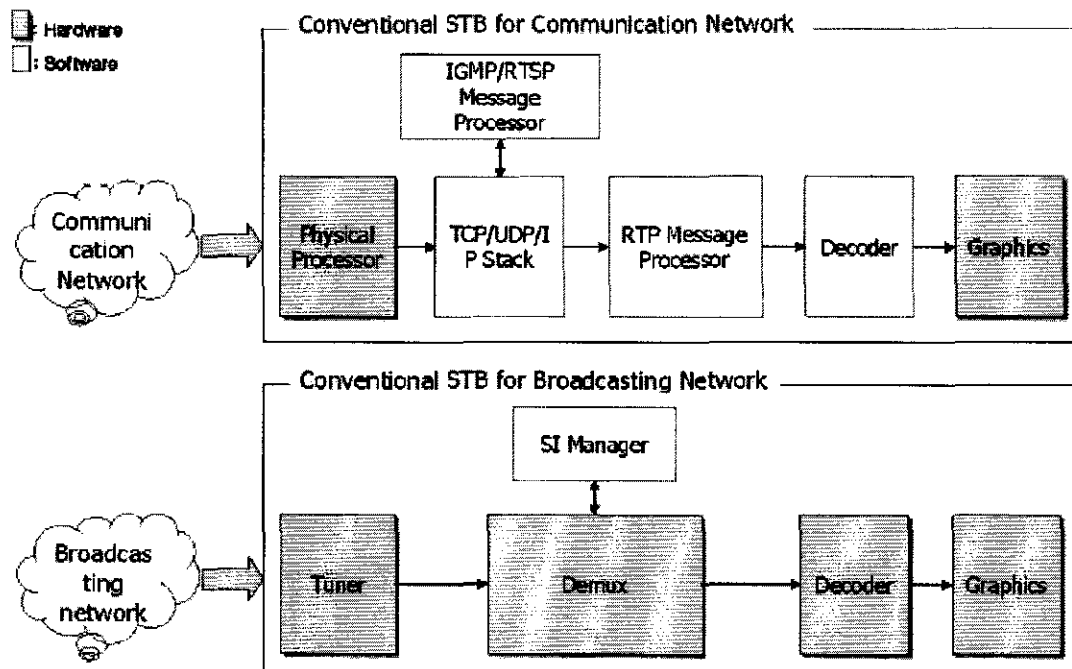 Conventional STB for Communication Network
: Hardware
: Software
IGMP/RTSP
Message
Processor
Communi
cation
Network
Physical
Processor
TCP/UDP/I
P Stack
RTP Message
Processor
Decoder
Graphics
Conventional STB for Broadcasting Network
SI Manager
Broadcas
ting
network
Tuner
Demux
Decoder
Graphics